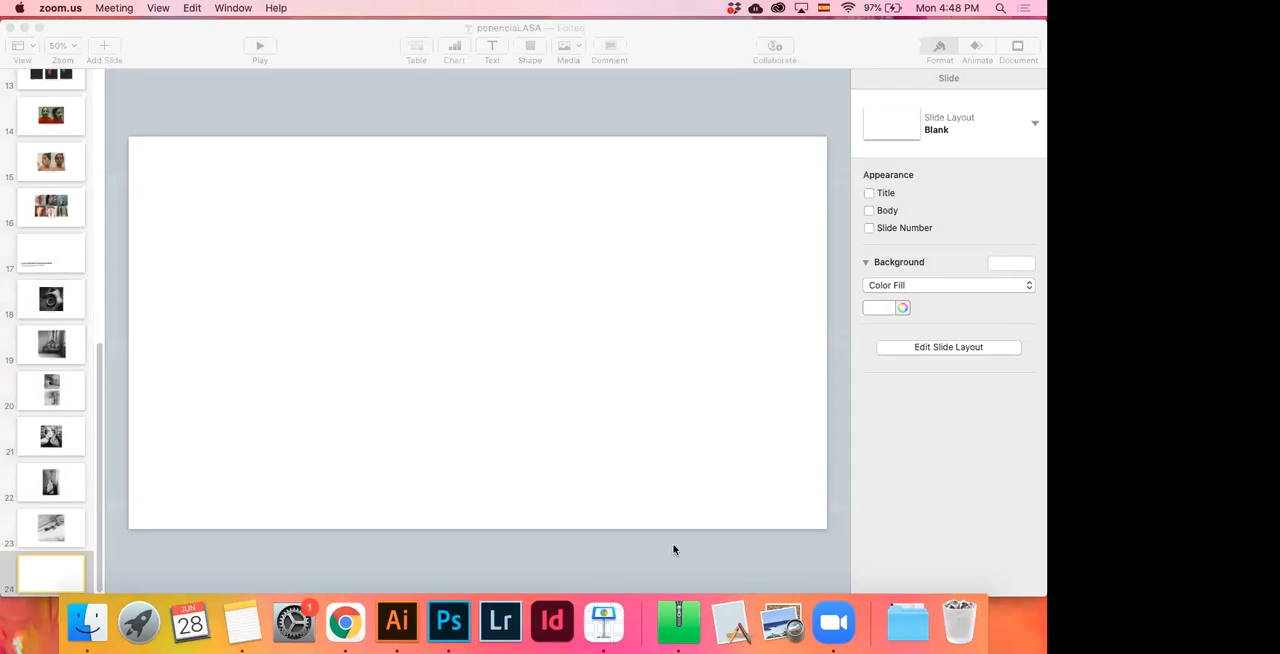 zoom.us Meeting View Edit Window Help 97% Mon 4:48 PM
ponenciaLASA — Edited
50%
View Zoom Add Slide Play Table Chart Text Shape Media Comment Collaborate Format Animate Document
Slide
Slide Layout
Blank
Appearance
Title
Body
Slide Number
Background
Color Fill
Edit Slide Layout
13
14
15
16
17
18
19
20
21
22
23
24
JUN
28
1
Ai Ps Lr Id